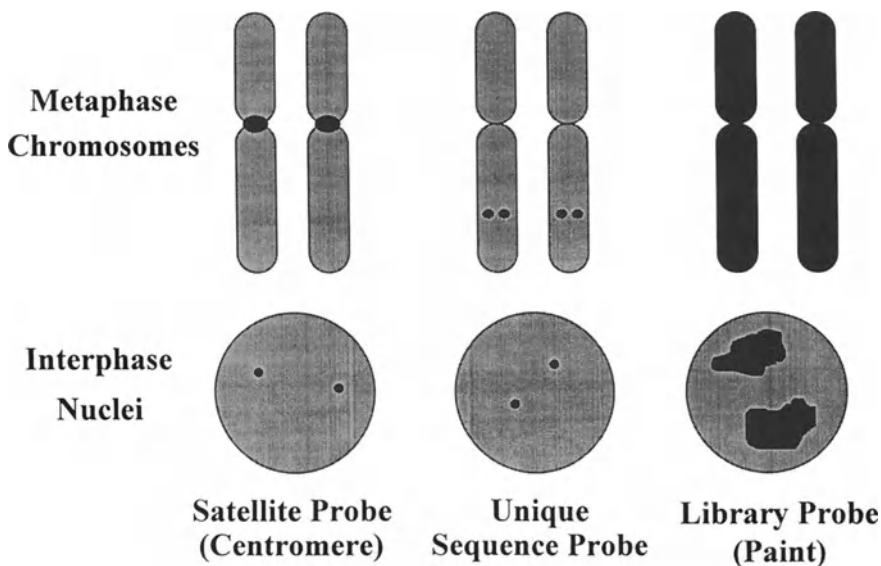 Metaphase
Chromosomes
Interphase
Nuclei
Satellite Probe
(Centromere)
Unique
Sequence Probe
Library Probe
(Paint)